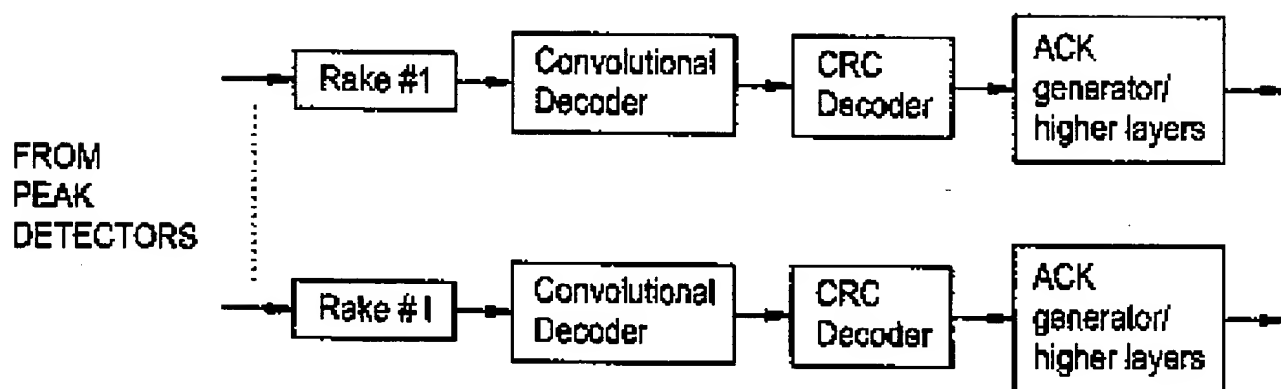 Rake #1
Convolutional
Decoder
CRC
Decoder
ACK
generator/
higher layers
FROM
PEAK
DETECTORS
Rake #I
Convolutional
Decoder
CRC
Decoder
ACK
generator/
higher layers